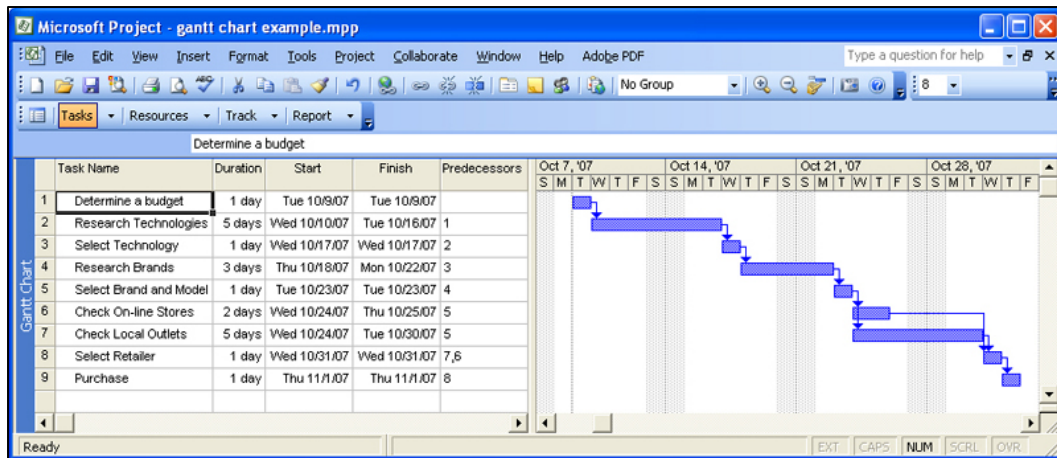 Microsoft Project - gantt chart example.mpp
File Edit View Insert Format Tools Project Collaborate Window Help Adobe PDF Type a question for help
No Group 8
Tasks Resources Track Report
Determine a budget
Task Name Duration Start Finish Predecessors Oct 7, '07 Oct 14, '07 Oct 21, '07 Oct 28, '07
S M T W T F S S M T W T F S S M T W T F S S M T W T F
1 Determine a budget 1 day Tue 10/9/07 Tue 10/9/07
2 Research Technologies 5 days Wed 10/10/07 Tue 10/16/07 1
3 Select Technology 1 day Wed 10/17/07 Wed 10/17/07 2
4 Research Brands 3 days Thu 10/18/07 Mon 10/22/07 3
5 Select Brand and Model 1 day Tue 10/23/07 Tue 10/23/07 4
6 Check On-line Stores 2 days Wed 10/24/07 Thu 10/25/07 5
7 Check Local Outlets 5 days Wed 10/24/07 Tue 10/30/07 5
8 Select Retailer 1 day Wed 10/31/07 Wed 10/31/07 7,6
9 Purchase 1 day Thu 11/1/07 Thu 11/1/07 8
Gantt Chart
Ready EXT CAPS NUM SCRL OVR